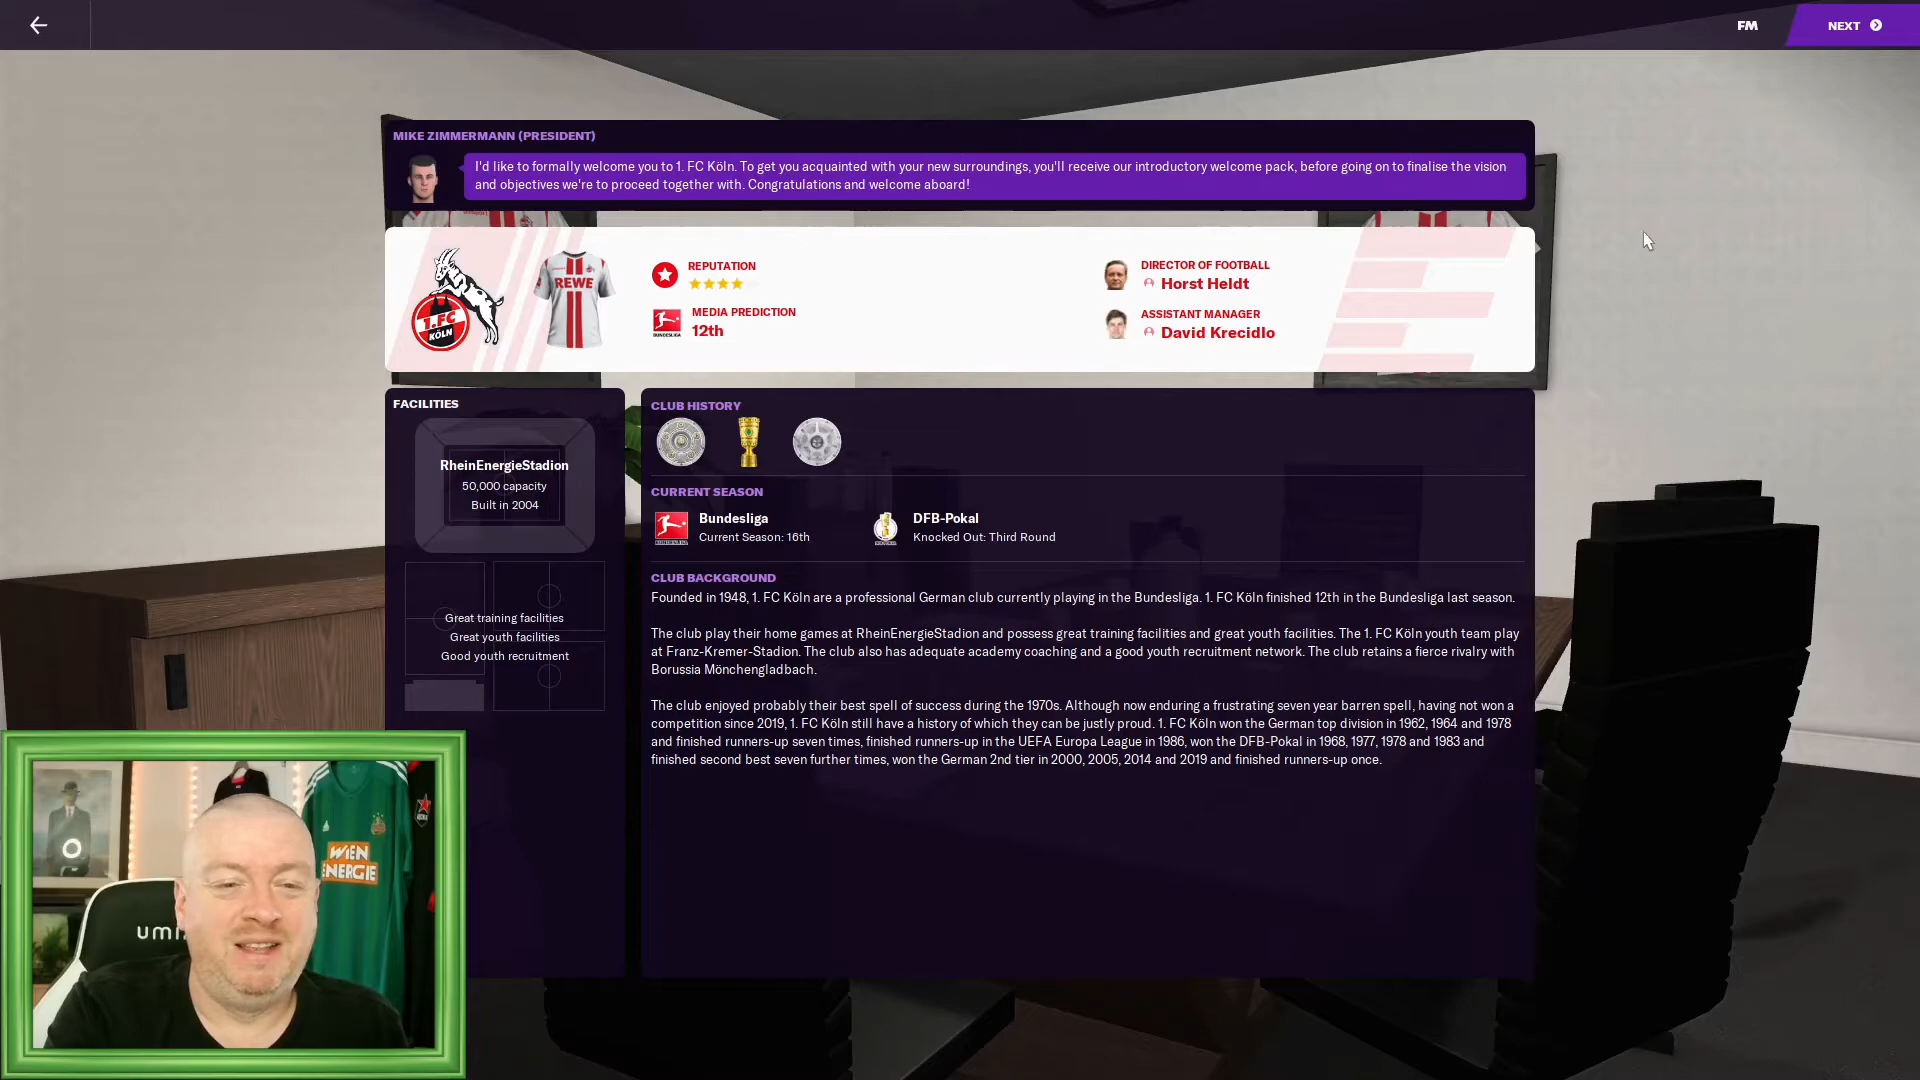 FM
NEXT
MIKE ZIMMERMANN (PRESIDENT)
I'd like to formally welcome you to 1. FC Köln. To get you acquainted with your new surroundings, you'll receive our introductory welcome pack, before going on to finalise the vision
and objectives we're to proceed together with. Congratulations and welcome aboard!
1.FC
KÖLN
REWE
REPUTATION
MEDIA PREDICTION
12th
BUNDESLIGA
DIRECTOR OF FOOTBALL
Horst Heldt
ASSISTANT MANAGER
David Krecidlo
FACILITIES
RheinEnergieStadion
50,000 capacity
Built in 2004
Great training facilities
Great youth facilities
Good youth recruitment
CLUB HISTORY
CURRENT SEASON
Bundesliga
Current Season: 16th
DFB-Pokal
Knocked Out: Third Round
CLUB BACKGROUND
Founded in 1948, 1. FC Köln are a professional German club currently playing in the Bundesliga. 1. FC Köln finished 12th in the Bundesliga last season.
The club play their home games at RheinEnergieStadion and possess great training facilities and great youth facilities. The 1. FC Köln youth team play
at Franz-Kremer-Stadion. The club also has adequate academy coaching and a good youth recruitment network. The club retains a fierce rivalry with
Borussia Mönchengladbach.
The club enjoyed probably their best spell of success during the 1970s. Although now enduring a frustrating seven year barren spell, having not won a
competition since 2019, 1. FC Köln still have a history of which they can be justly proud. 1. FC Köln won the German top division in 1962, 1964 and 1978
and finished runners-up seven times, finished runners-up in the UEFA Europa League in 1986, won the DFB-Pokal in 1968, 1977, 1978 and 1983 and
finished second best seven further times, won the German 2nd tier in 2000, 2005, 2014 and 2019 and finished runners-up once.
WIEN
ENERGIE
umi